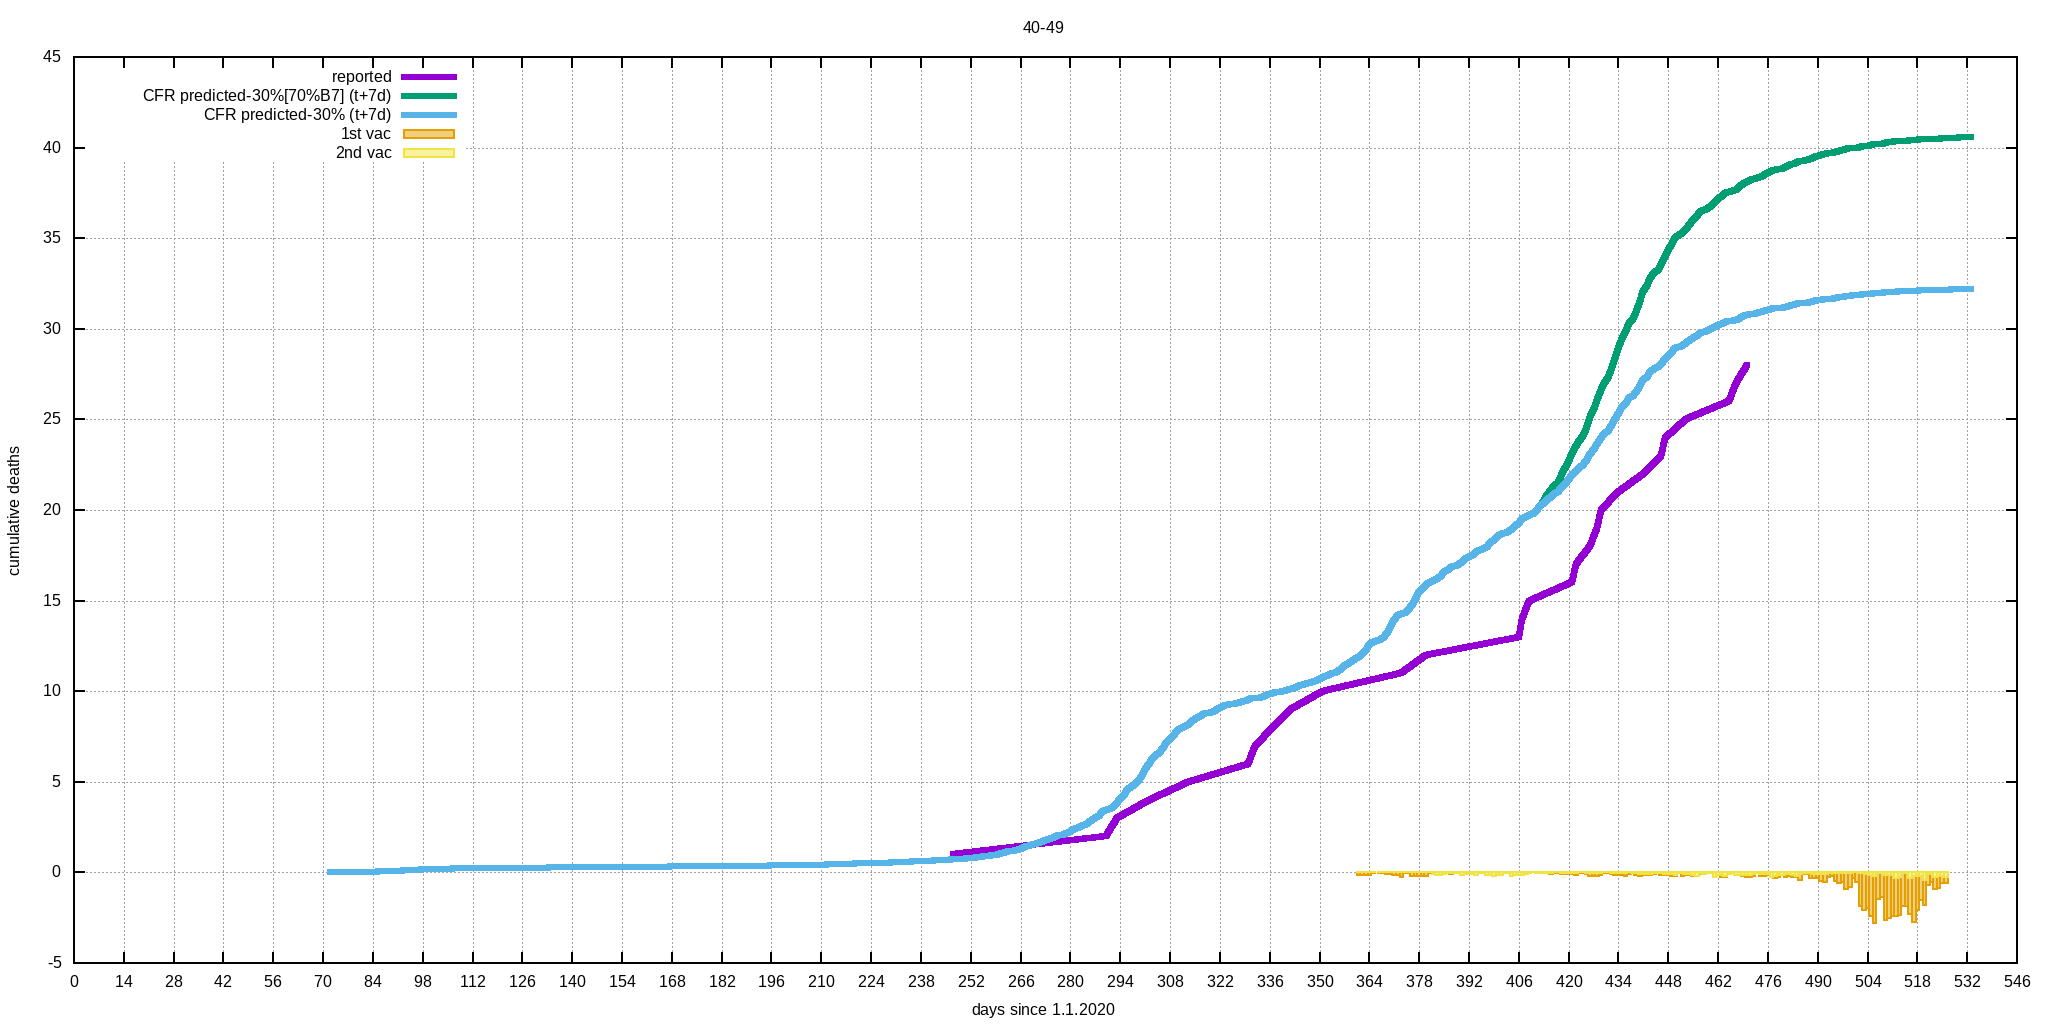 40-49
reported
CFR predicted-30%[70%B7] (t+7d)
CFR predicted-30% (t+7d)
1st vac
2nd vac
45
40
35
30
25
20
15
10
5
0
-5
cumulative deaths
0 14 28 42 56 70 84 98 112 126 140 154 168 182 196 210 224 238 252 266 280 294 308 322 336 350 364 378 392 406 420 434 448 462 476 490 504 518 532 546
days since 1.1.2020